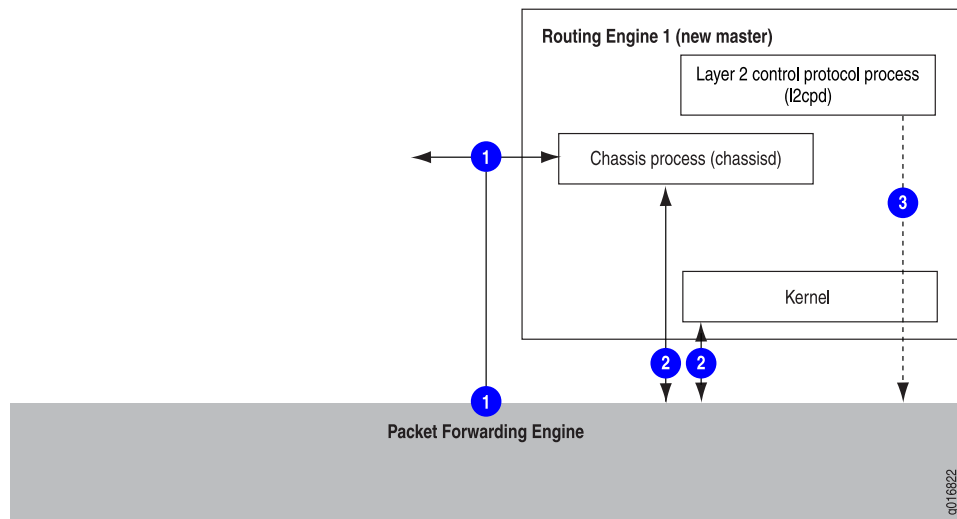 Routing Engine 1 (new master)
Layer 2 control protocol process
(l2cpd)
1
Chassis process (chassisd)
3
Kernel
2
2
1
Packet Forwarding Engine
g016822